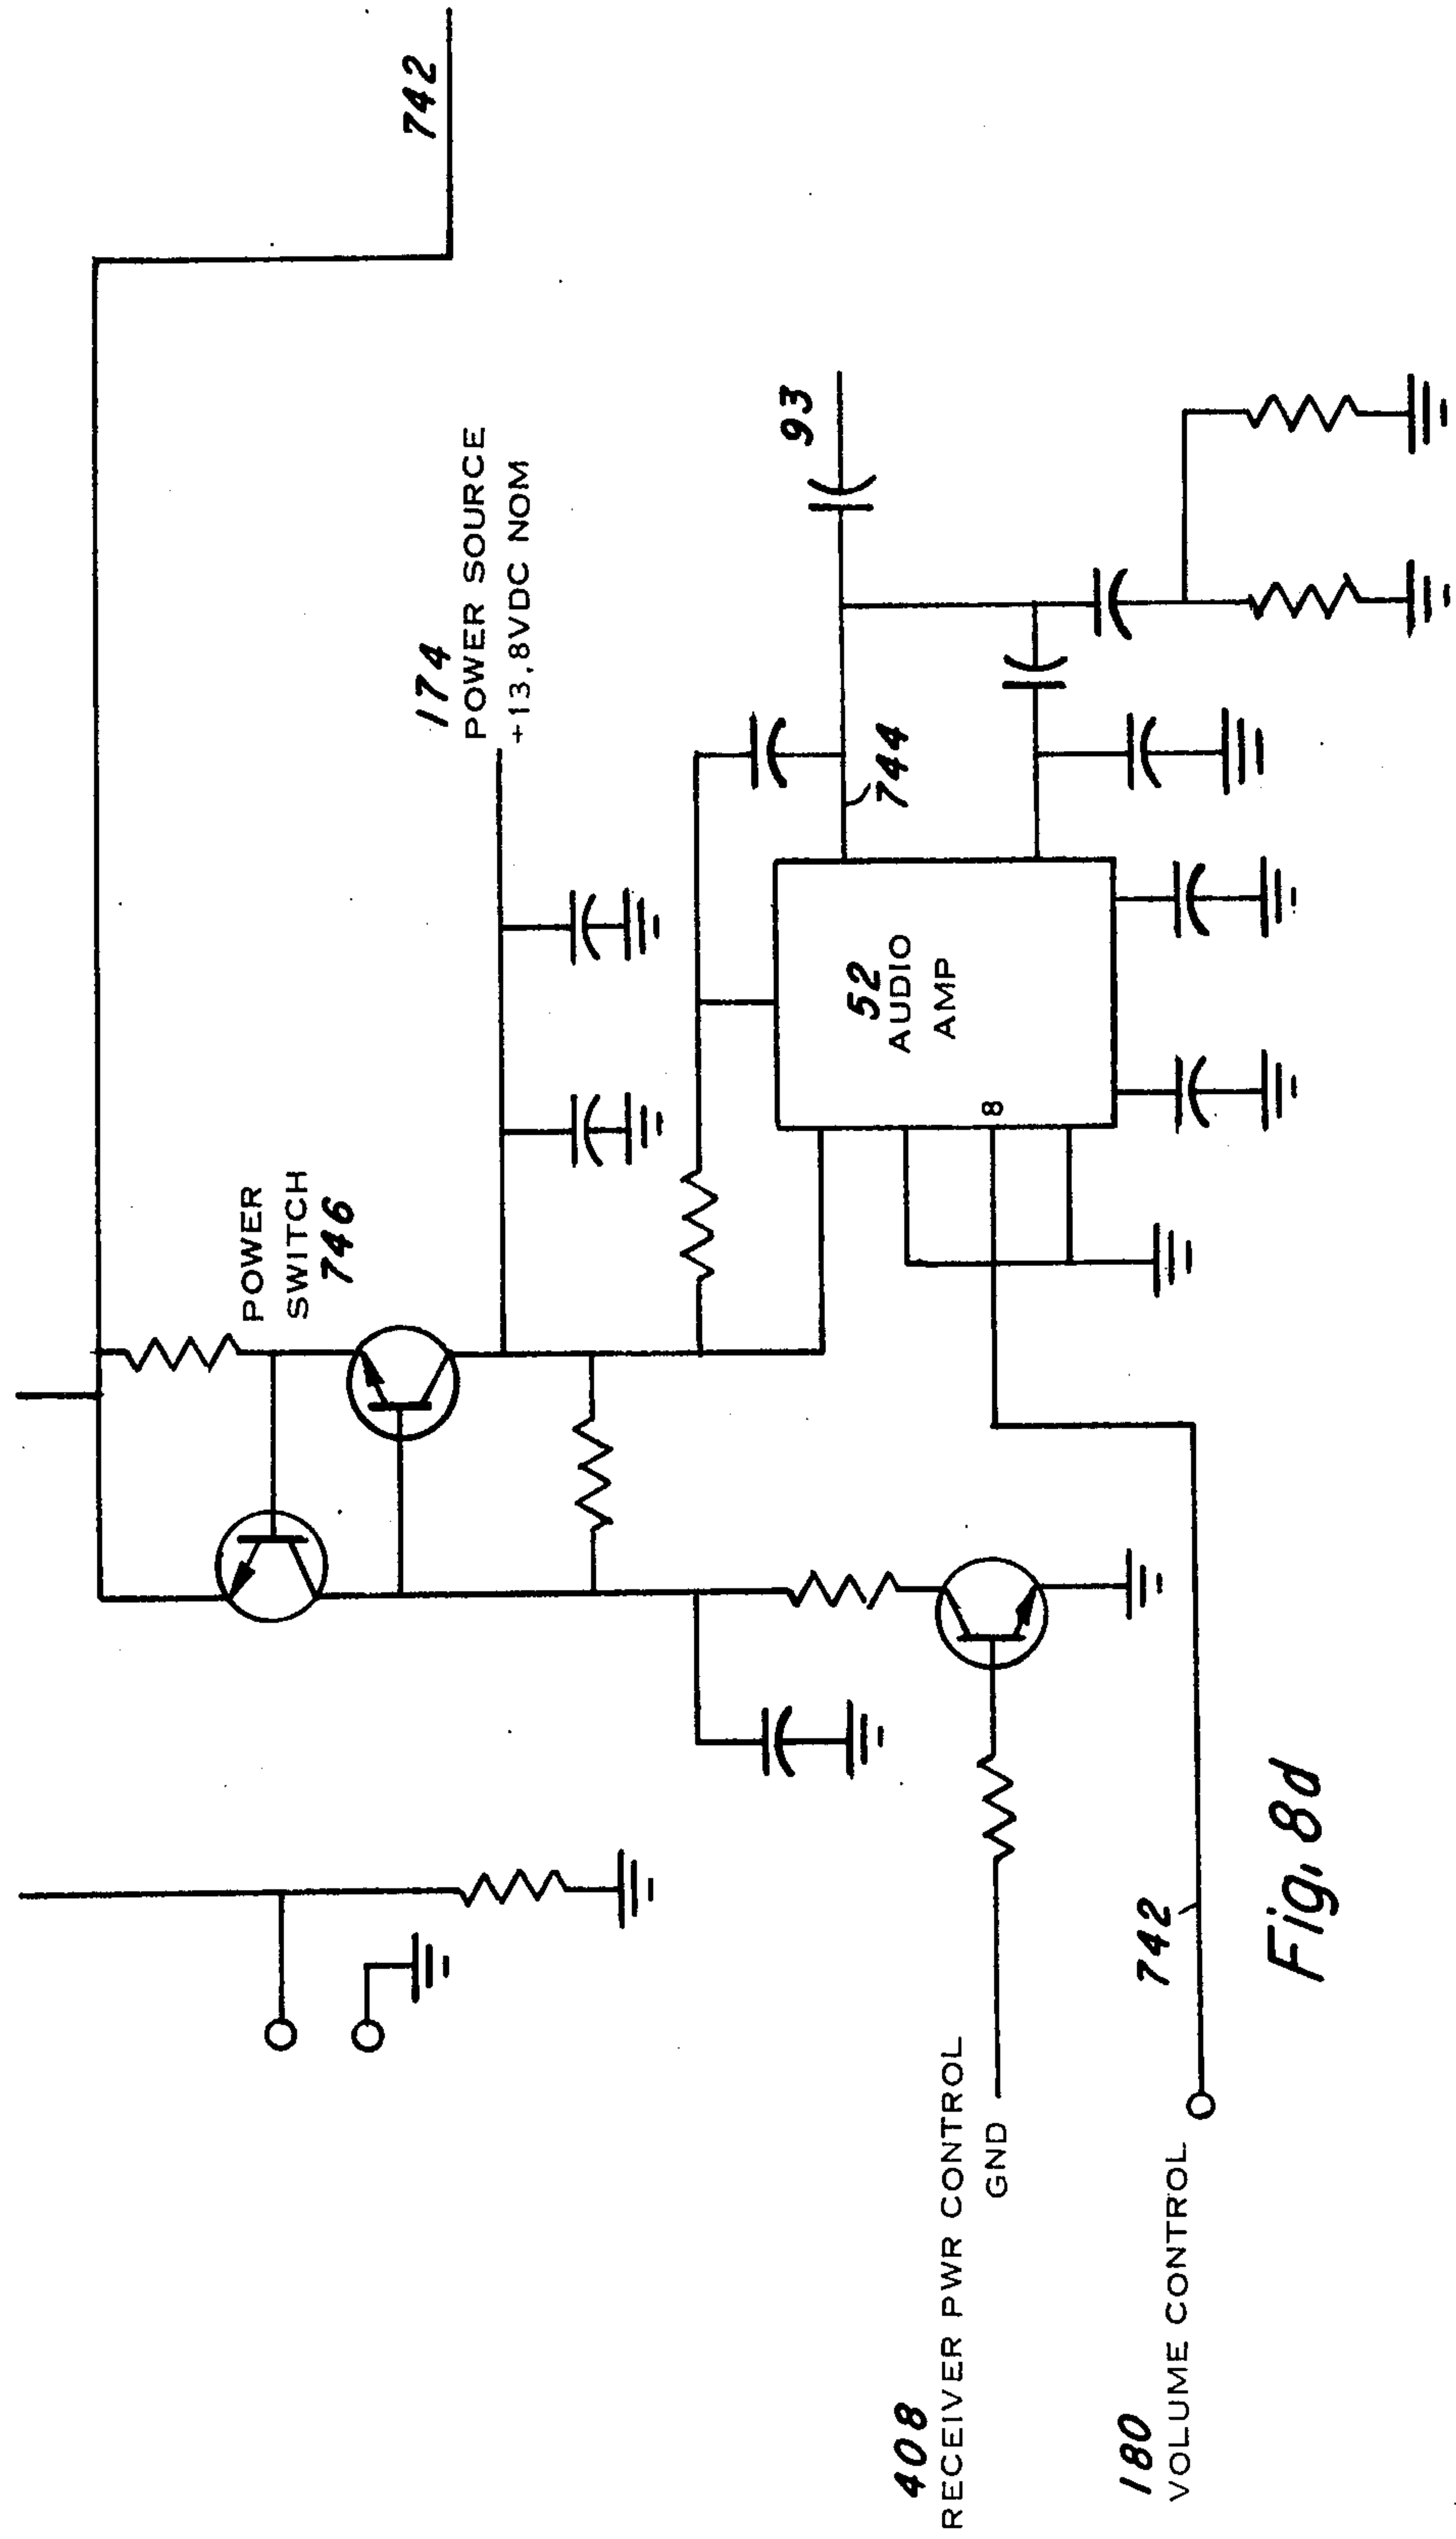 742
174
POWER SOURCE
+13.8VDC NOM
POWER
SWITCH
746
93
744
52
AUDIO
AMP
8
408
RECEIVER PWR CONTROL
GND
180
VOLUME CONTROL
742
Fig. 8d